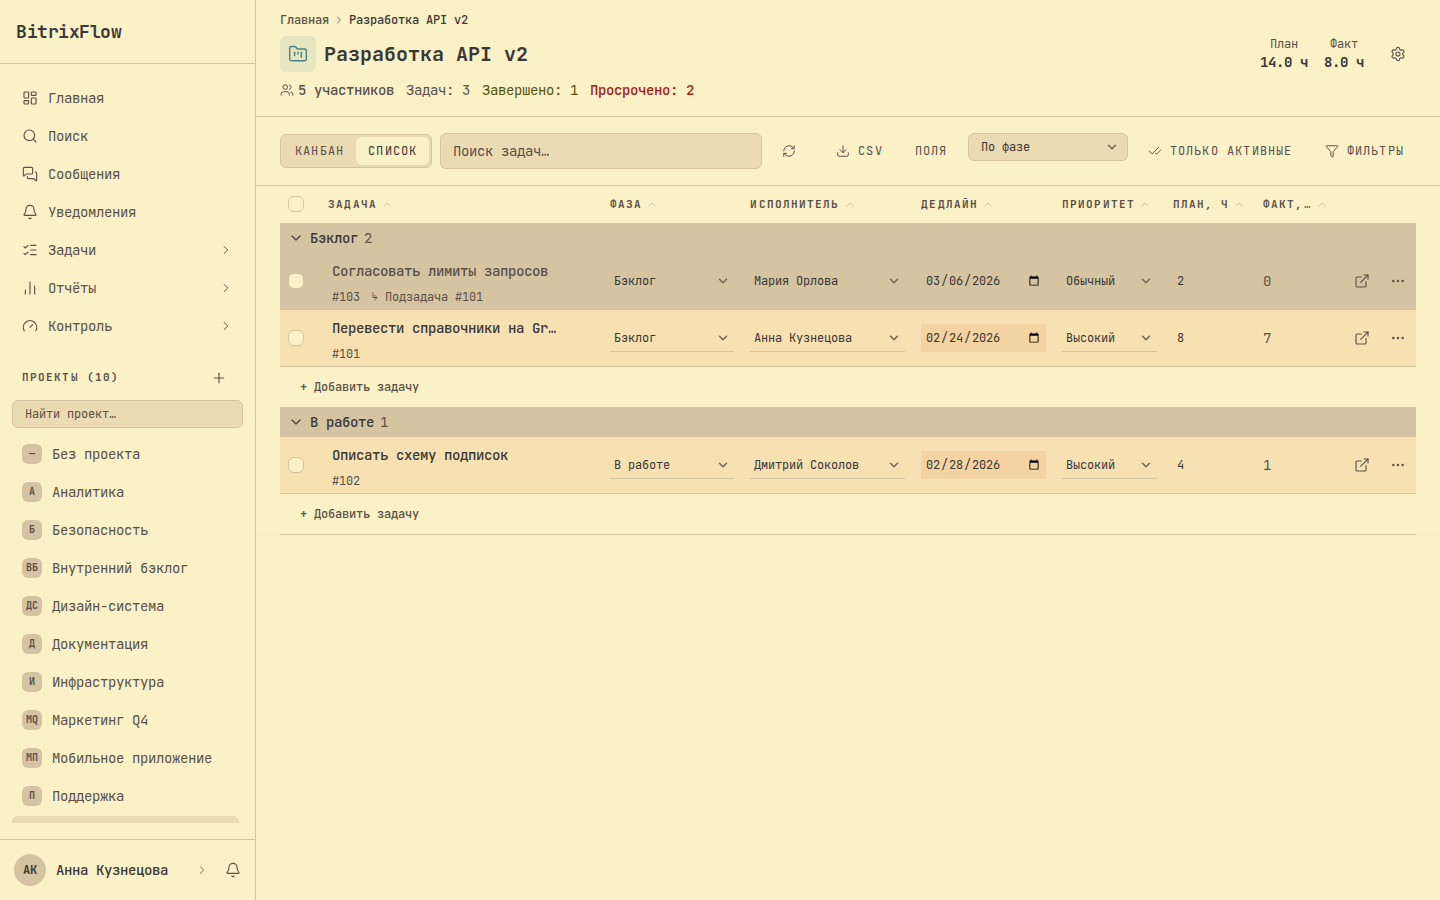 BitrixFlow
Главная
Поиск
Сообщения
Уведомления
Задачи
Отчёты
Контроль
ПРОЕКТЫ (10)
Найти проект…
– Без проекта
А Аналитика
Б Безопасность
ВБ Внутренний бэклог
ДС Дизайн-система
Д Документация
И Инфраструктура
MQ Маркетинг Q4
МП Мобильное приложение
П Поддержка
АК Анна Кузнецова
Главная Разработка API v2
Разработка API v2
План Факт
14.0 ч 8.0 ч
5 участников Задач: 3 Завершено: 1 Просрочено: 2
КАНБАН СПИСОК Поиск задач… CSV ПОЛЯ По фазе ТОЛЬКО АКТИВНЫЕ ФИЛЬТРЫ
ЗАДАЧА ФАЗА ИСПОЛНИТЕЛЬ ДЕДЛАЙН ПРИОРИТЕТ ПЛАН, Ч ФАКТ,…
Бэклог 2
Согласовать лимиты запросов Бэклог Мария Орлова 03/06/2026 Обычный 2 0
#103 ↳ Подзадача #101
Перевести справочники на Gr… Бэклог Анна Кузнецова 02/24/2026 Высокий 8 7
#101
+ Добавить задачу
В работе 1
Описать схему подписок В работе Дмитрий Соколов 02/28/2026 Высокий 4 1
#102
+ Добавить задачу